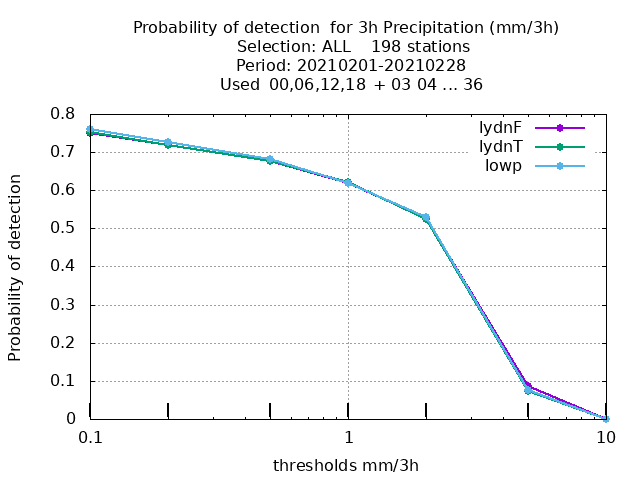 Probability of detection  for 3h Precipitation (mm/3h)
Selection: ALL    198 stations
Period: 20210201-20210228
Used  00,06,12,18  + 03 04 ... 36
0.8
lydnF
0.7
lydnT
lowp
0.6
0.5
0.4
0.3
0.2
0.1
0
Probability of detection
0.1 1 10
thresholds mm/3h